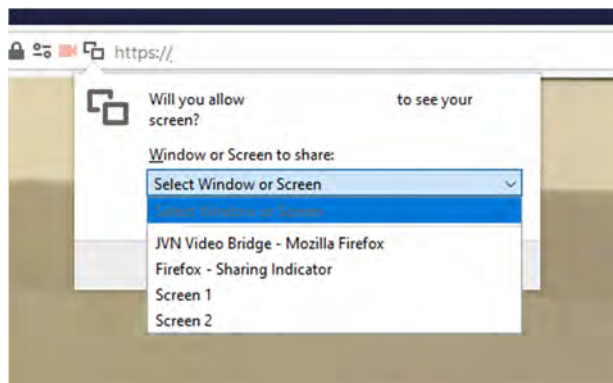 https://
Will you allow to see your
screen?
Window or Screen to share:
Select Window or Screen
Select Window or Screen
JVN Video Bridge - Mozilla Firefox
Firefox - Sharing Indicator
Screen 1
Screen 2